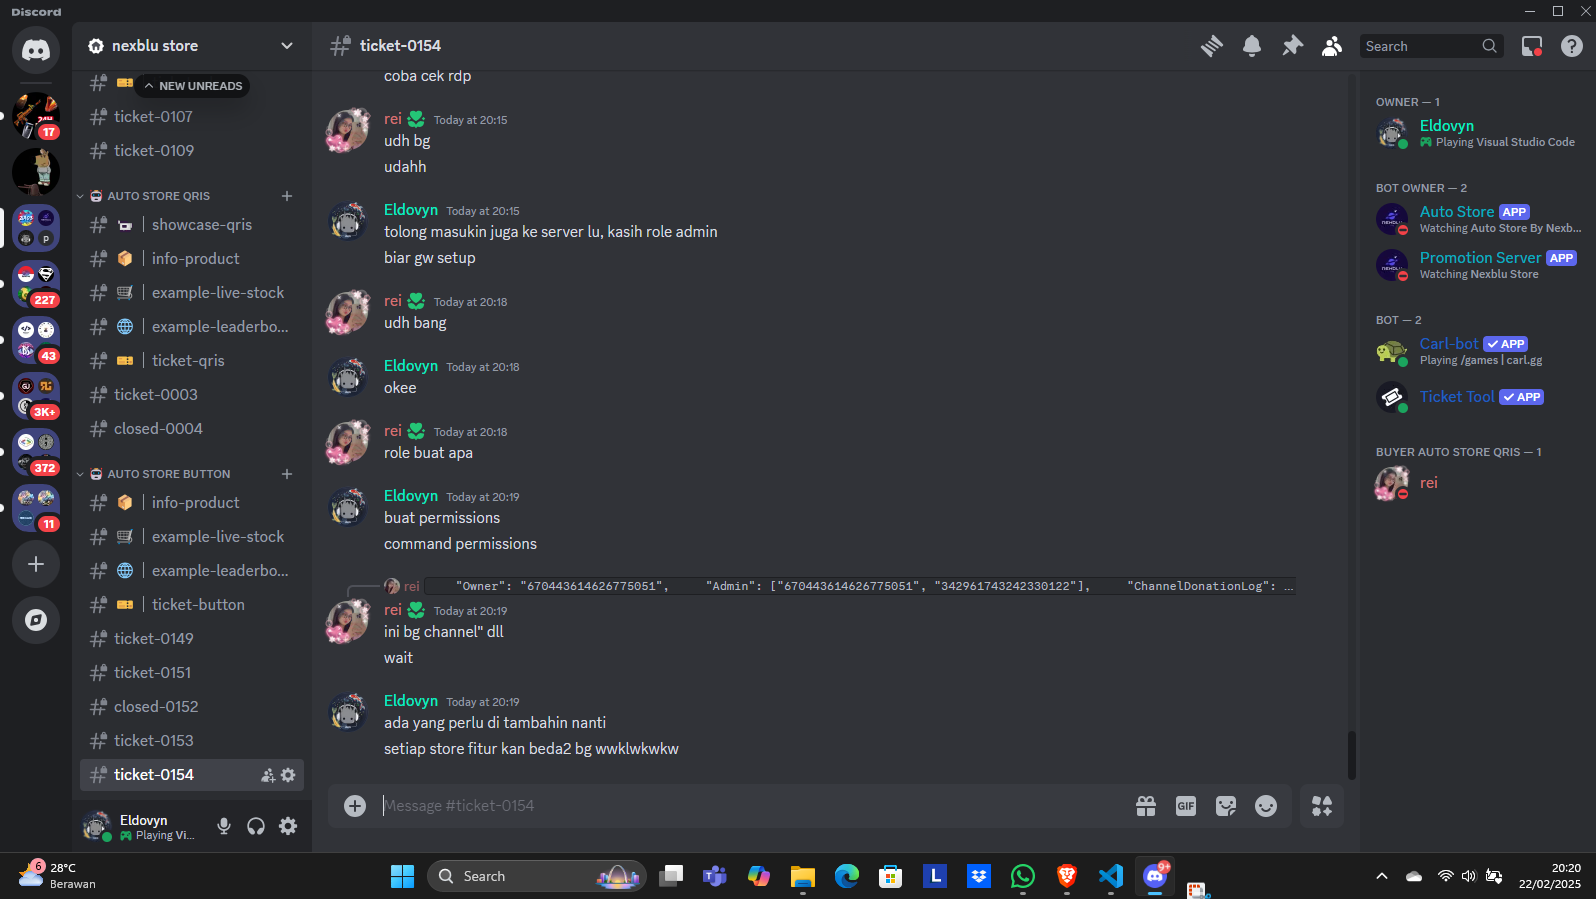 Discord
nexblu store
ticket-0154
Search
NEW UNREADS
ticket-0107
ticket-0109
AUTO STORE QRIS
showcase-qris
info-product
example-live-stock
example-leaderbo...
ticket-qris
ticket-0003
closed-0004
AUTO STORE BUTTON
info-product
example-live-stock
example-leaderbo...
ticket-button
ticket-0149
ticket-0151
closed-0152
ticket-0153
ticket-0154
17
227
43
3K+
372
11
Eldovyn
Playing Vi...
coba cek rdp
rei Today at 20:15
udh bg
udahh
Eldovyn Today at 20:15
tolong masukin juga ke server lu, kasih role admin
biar gw setup
rei Today at 20:18
udh bang
Eldovyn Today at 20:18
okee
rei Today at 20:18
role buat apa
Eldovyn Today at 20:19
buat permissions
command permissions
rei "Owner": "670443614626775051", "Admin": ["670443614626775051", "342961743242330122"], "ChannelDonationLog": ...
rei Today at 20:19
ini bg channel" dll
wait
Eldovyn Today at 20:19
ada yang perlu di tambahin nanti
setiap store fitur kan beda2 bg wwklwkwkw
Message #ticket-0154
GIF
OWNER — 1
Eldovyn
Playing Visual Studio Code
BOT OWNER — 2
Auto Store APP
Watching Auto Store By Nexb...
Promotion Server APP
Watching Nexblu Store
BOT — 2
Carl-bot APP
Playing /games | carl.gg
Ticket Tool APP
BUYER AUTO STORE QRIS — 1
rei
6
28°C
Berawan
Search
L
9+
20:20
22/02/2025